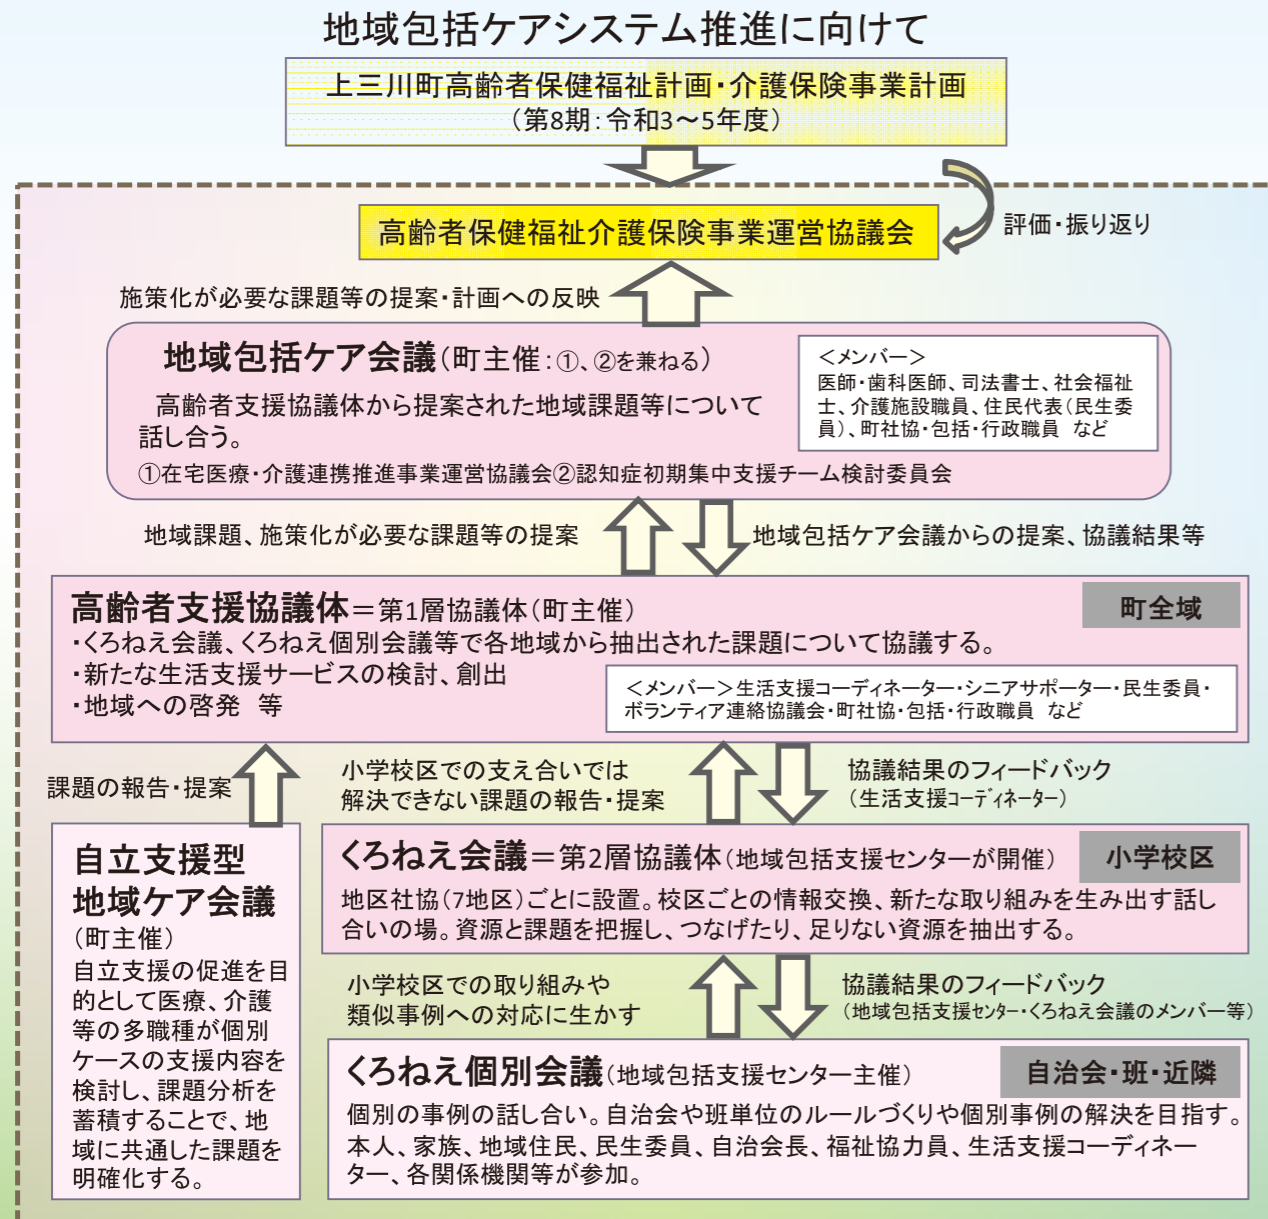 地域包括ケアシステム推進に向けて
上三川町高齢者保健福祉計画・介護保険事業計画
（第8期：令和3～5年度）
高齢者保健福祉介護保険事業運営協議会
評価・振り返り
施策化が必要な課題等の提案・計画への反映
地域包括ケア会議（町主催：①、②を兼ねる）
高齢者支援協議体から提案された地域課題等について
話し合う。
①在宅医療・介護連携推進事業運営協議会②認知症初期集中支援チーム検討委員会
＜メンバー＞
医師・歯科医師、司法書士、社会福祉
士、介護施設職員、住民代表（民生委
員）、町社協・包括・行政職員　など
地域課題、施策化が必要な課題等の提案
地域包括ケア会議からの提案、協議結果等
高齢者支援協議体＝第1層協議体（町主催）
町全域
・くろねえ会議、くろねえ個別会議等で各地域から抽出された課題について協議する。
・新たな生活支援サービスの検討、創出
・地域への啓発　等
＜メンバー＞生活支援コーディネーター・シニアサポーター・民生委員・
ボランティア連絡協議会・町社協・包括・行政職員　など
課題の報告・提案
小学校区での支え合いでは
解決できない課題の報告・提案
協議結果のフィードバック
（生活支援ｺｰﾃﾞｨﾈｰﾀｰ）
自立支援型
地域ケア会議
（町主催）
自立支援の促進を目
的として医療、介護
等の多職種が個別
ケースの支援内容を
検討し、課題分析を
蓄積することで、地
域に共通した課題を
明確化する。
くろねえ会議＝第2層協議体（地域包括支援センターが開催）
小学校区
地区社協（7地区）ごとに設置。校区ごとの情報交換、新たな取り組みを生み出す話し
合いの場。資源と課題を把握し、つなげたり、足りない資源を抽出する。
小学校区での取り組みや
類似事例への対応に生かす
協議結果のフィードバック
（地域包括支援ｾﾝﾀｰ・くろねえ会議のメンバー等）
くろねえ個別会議（地域包括支援センター主催）
自治会・班・近隣
個別の事例の話し合い。自治会や班単位のルールづくりや個別事例の解決を目指す。
本人、家族、地域住民、民生委員、自治会長、福祉協力員、生活支援コーディネー
ター、各関係機関等が参加。